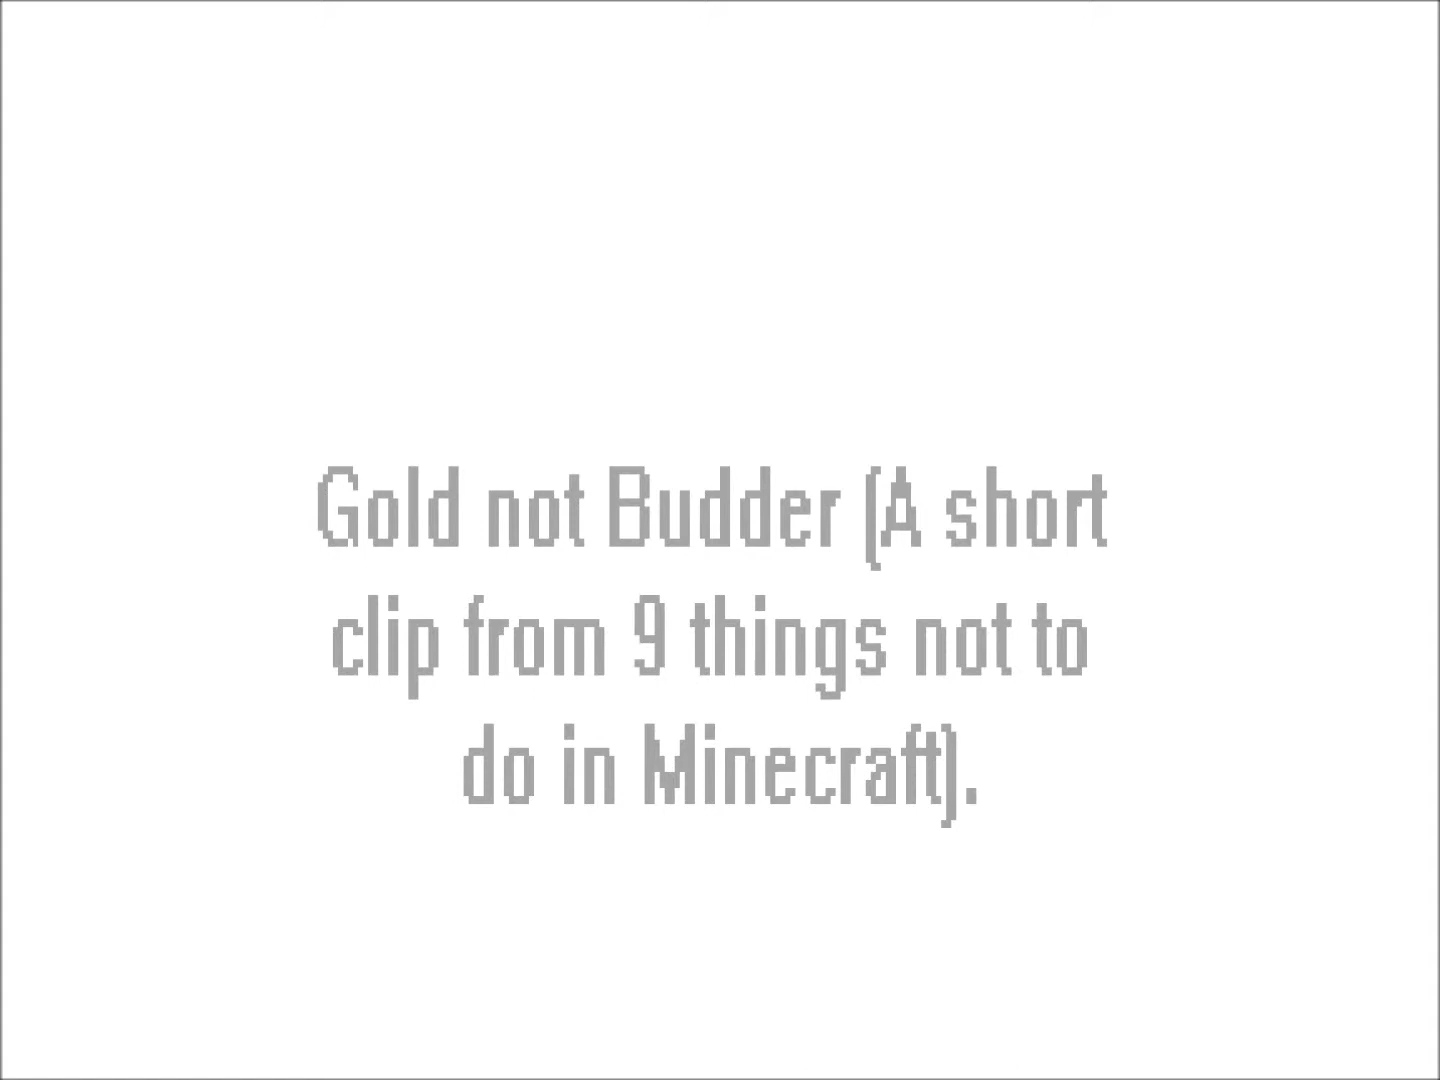 Gold not Budder (A short
clip from 9 things not to
do in Minecraft).